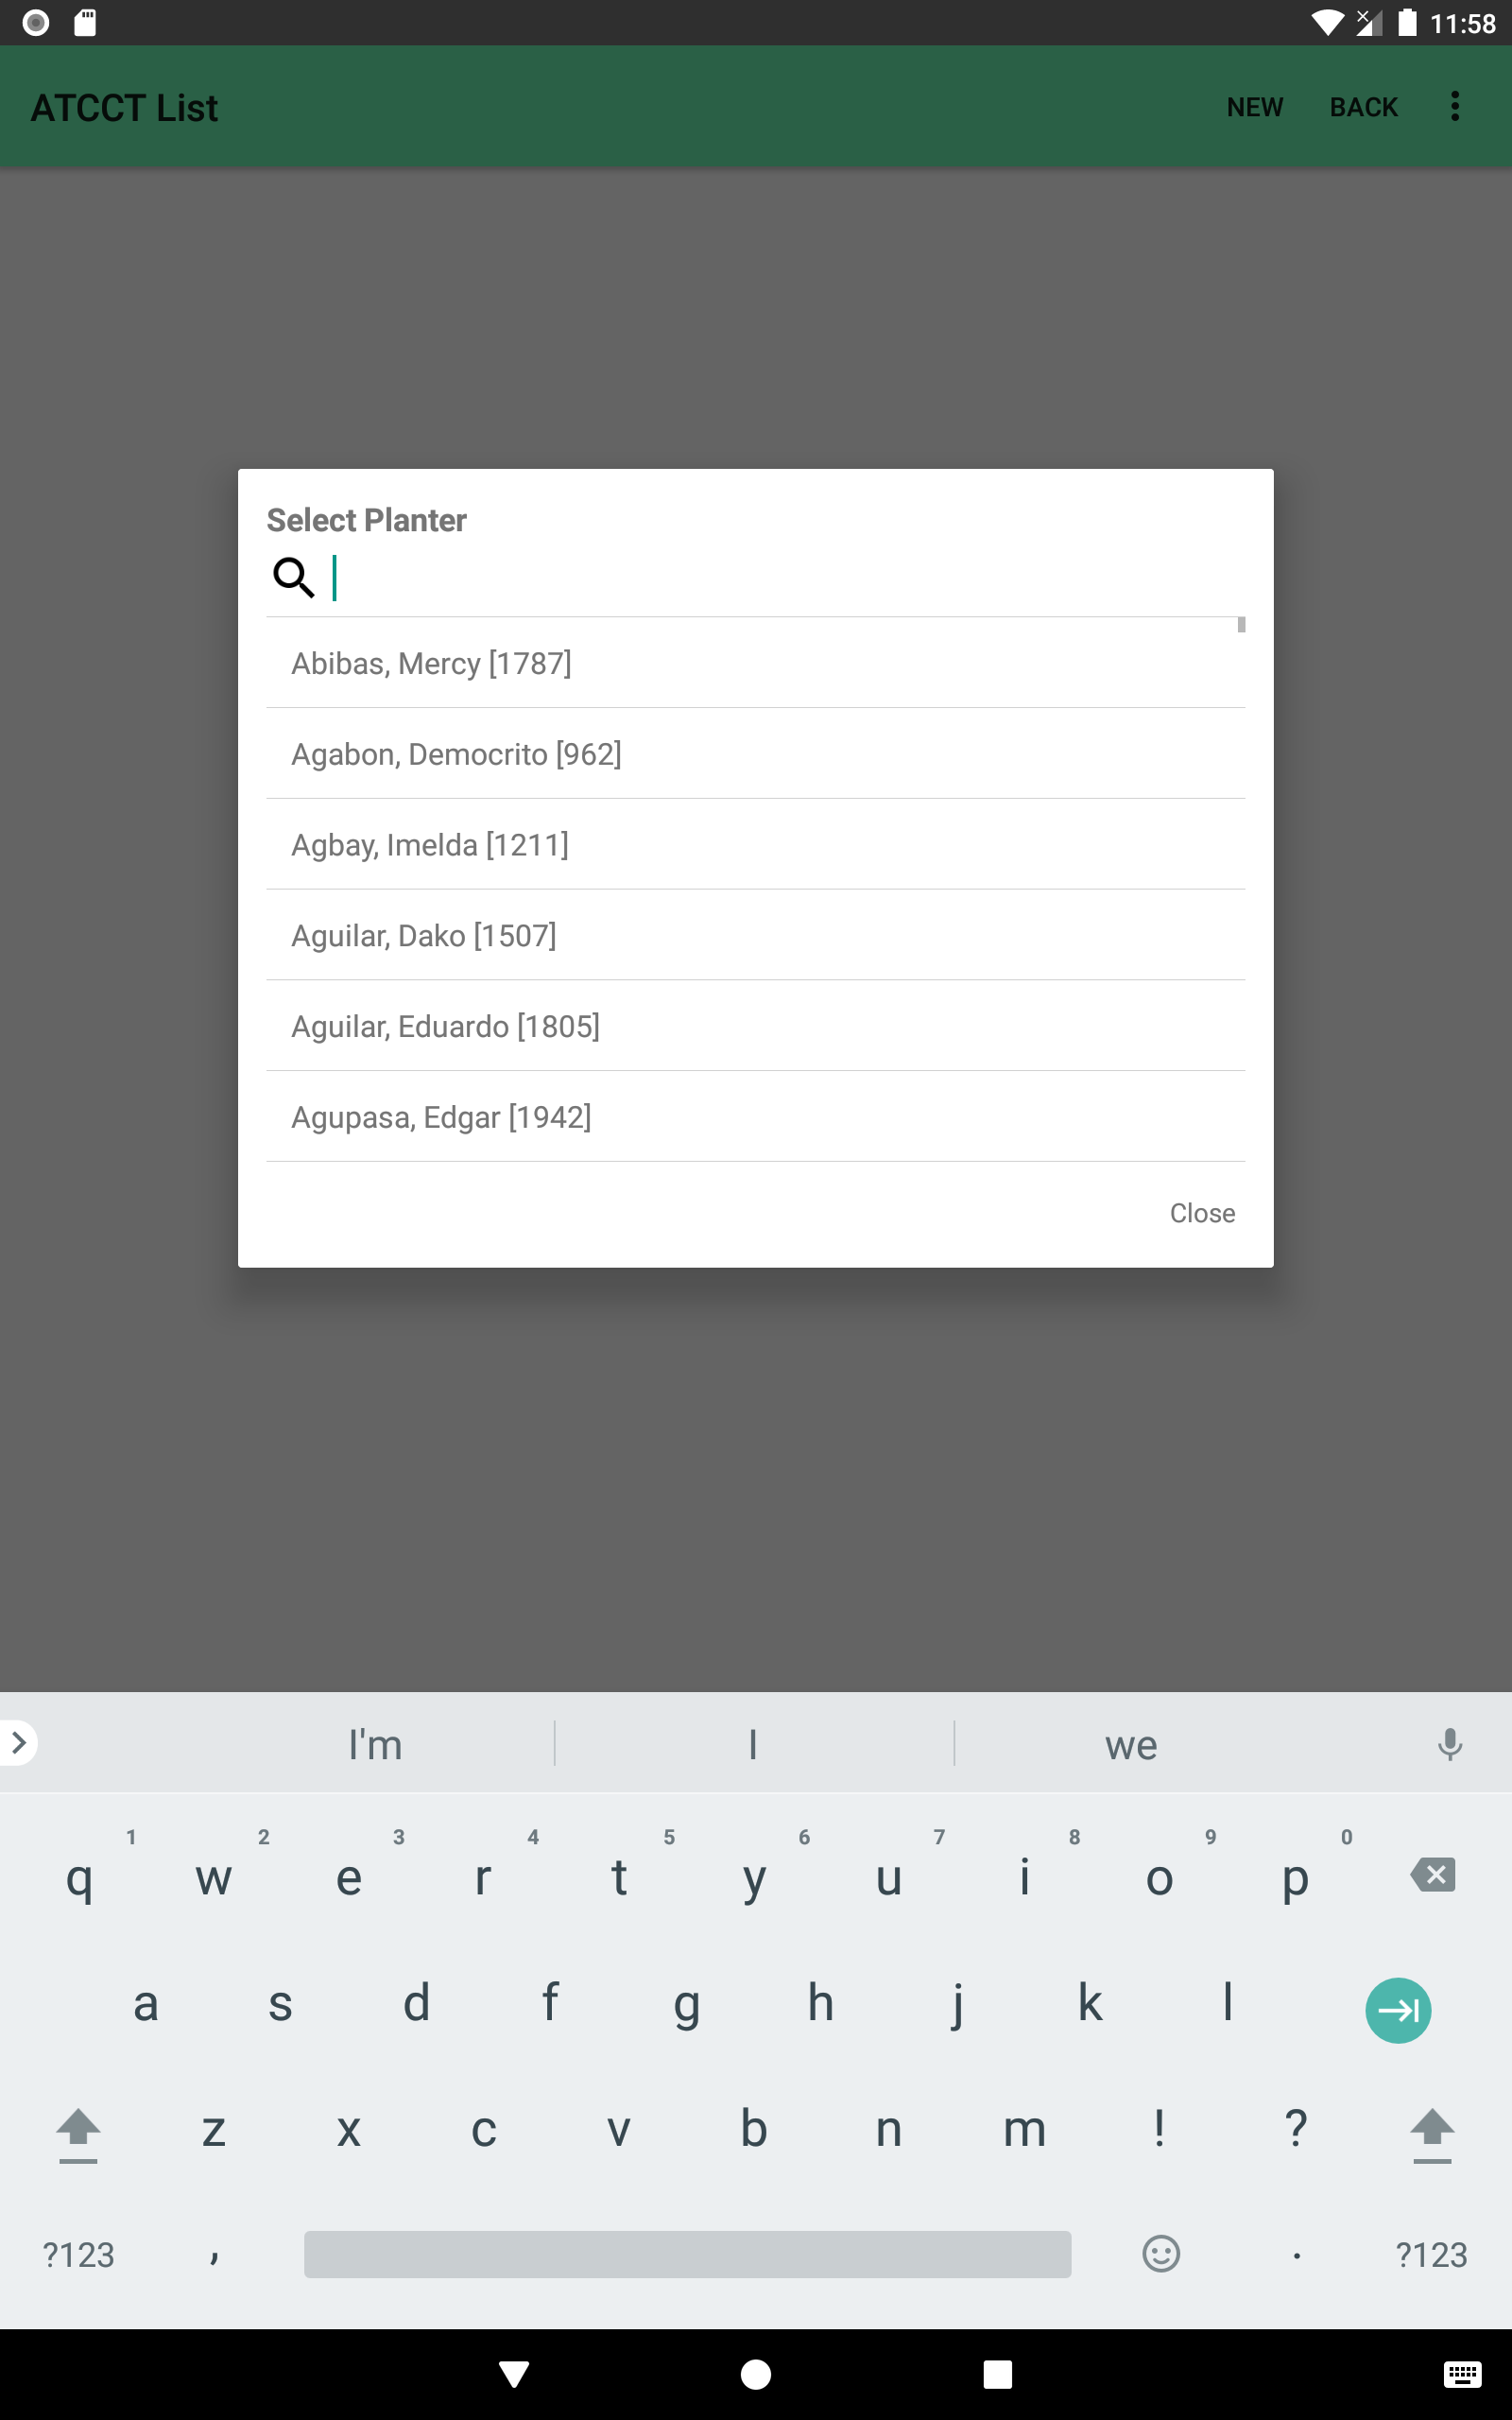 11:58
ATCCT List NEW BACK
Select Planter
Abibas, Mercy [1787]
Agabon, Democrito [962]
Agbay, Imelda [1211]
Aguilar, Dako [1507]
Aguilar, Eduardo [1805]
Agupasa, Edgar [1942]
Close
I'm I we
1 2 3 4 5 6 7 8 9 0
q w e r t y u i o p
a s d f g h j k l
z x c v b n m ! ?
?123 , . ?123